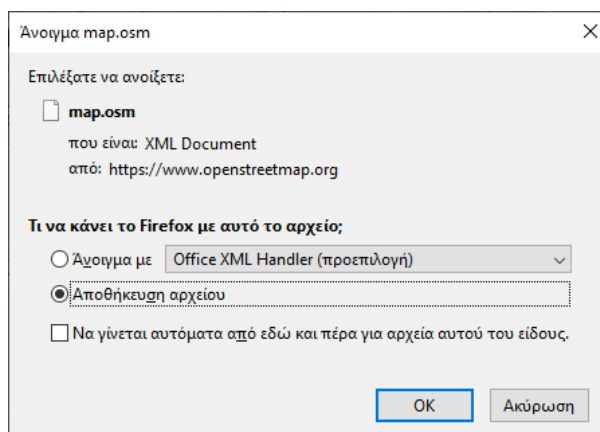 Άνοιγμα map.osm
Επιλέξατε να ανοίξετε:
map.osm
που είναι: XML Document
από: https://www.openstreetmap.org
Τι να κάνει το Firefox με αυτό το αρχείο;
Άνοιγμα με Office XML Handler (προεπιλογή)
Αποθήκευση αρχείου
Να γίνεται αυτόματα από εδώ και πέρα για αρχεία αυτού του είδους.
OK Ακύρωση